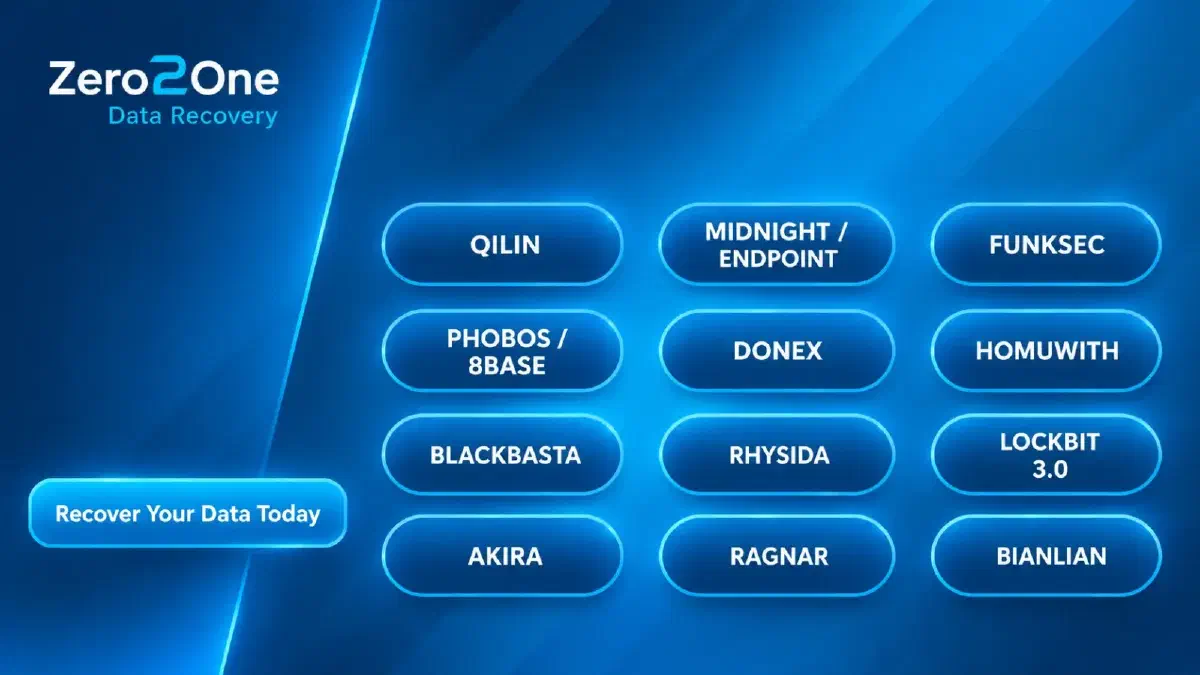 Zero2One
Data Recovery
QILIN
MIDNIGHT /
ENDPOINT
FUNKSEC
PHOBOS /
8BASE
DONEX
HOMUWITH
BLACKBASTA
RHYSIDA
LOCKBIT
3.0
Recover Your Data Today
AKIRA
RAGNAR
BIANLIAN